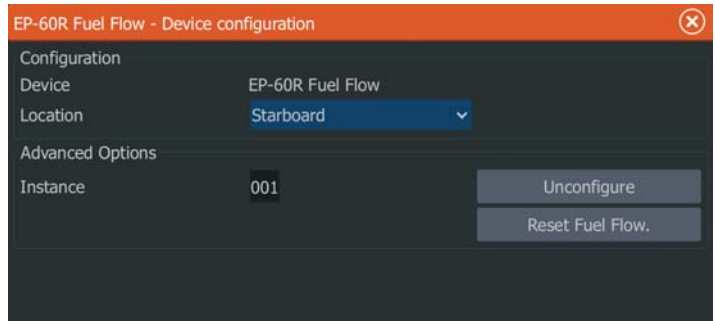 EP-60R Fuel Flow - Device configuration
Configuration
Device EP-60R Fuel Flow
Location Starboard
Advanced Options
Instance 001 Unconfigure
Reset Fuel Flow.